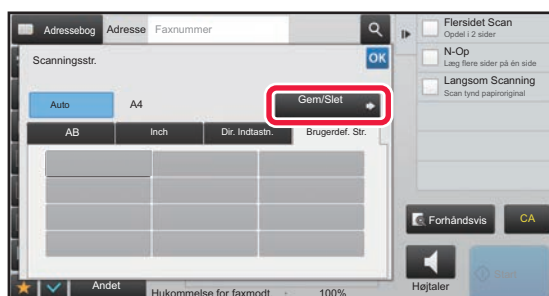 Adressebog Adresse Faxnummer
Scanningsstr. OK
Auto A4 Gem/Slet
AB Inch Dir. Indtastn. Brugerdef. Str.
Andet Hukommelse for faxmodt. : 100%
Flersidet Scan
Opdel i 2 sider
N-Op
Læg flere sider på én side
Langsom Scanning
Scan tynd papiroriginal
Forhåndsvis CA
Højtaler Start